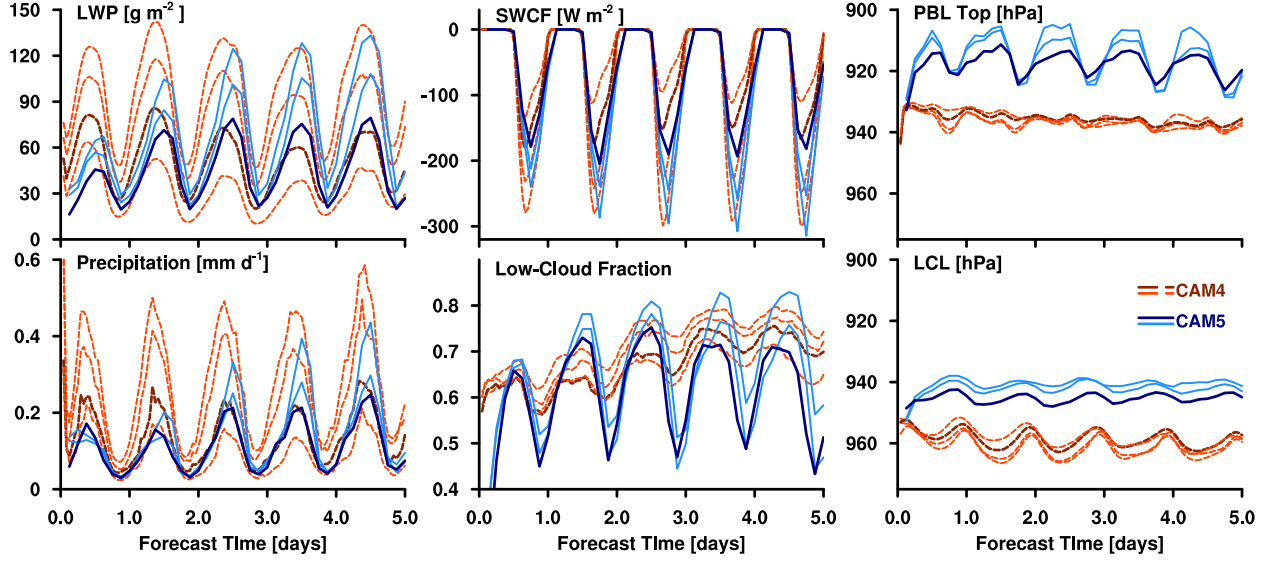 LWP [g m-2 ]
150
120
90
60
30
0
SWCF [W m-2 ]
0
-100
-200
-300
PBL Top [hPa]
900
920
940
960
Precipitation [mm d-1]
0.6
0.4
0.2
0
0.0 1.0 2.0 3.0 4.0 5.0
Forecast TIme [days]
Low-Cloud Fraction
0.8
0.7
0.6
0.5
0.4
0.0 1.0 2.0 3.0 4.0 5.0
Forecast TIme [days]
LCL [hPa]
900
920
940
960
CAM4
CAM5
0.0 1.0 2.0 3.0 4.0 5.0
Forecast TIme [days]